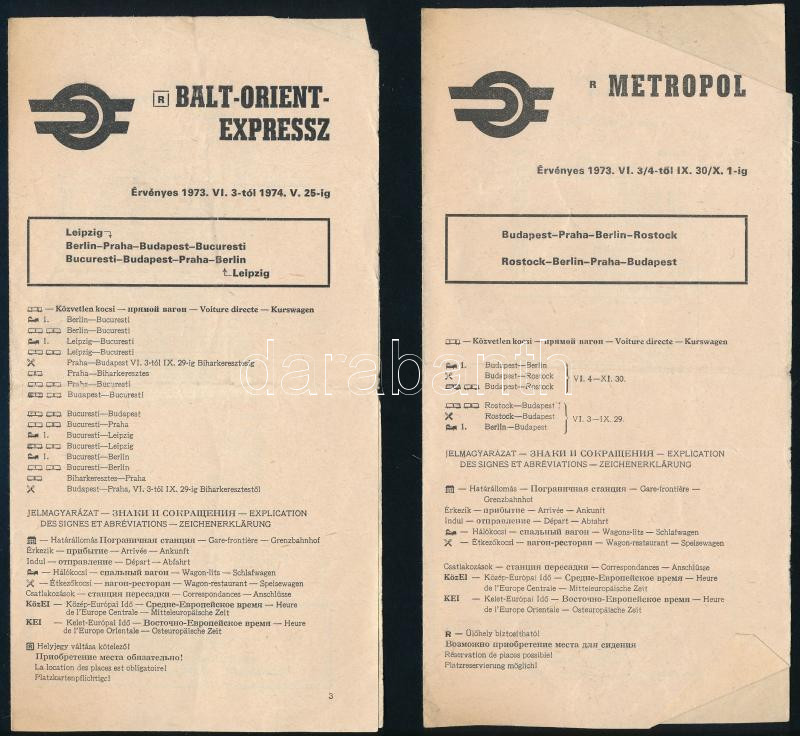 R BALT-ORIENT-
EXPRESSZ
Érvényes 1973. VI. 3-tól 1974. V. 25-ig
Leipzig
Berlin—Praha—Budapest—Bucuresti
Bucuresti—Budapest—Praha—Berlin
Leipzig
— Közvetlen kocsi — прямой вагон — Voiture directe — Kurswagen
1. Berlin—Bucuresti
Berlin—Bucuresti
1. Leipzig—Bucuresti
Leipzig—Bucuresti
Praha—Budapest VI. 3-tól IX. 29-ig Biharkeresztesig
Praha—Biharkeresztes
Praha—Bucuresti
Budapest—Bucuresti
Bucuresti—Budapest
Bucuresti—Praha
1. Bucuresti—Leipzig
Bucuresti—Leipzig
1. Bucuresti—Berlin
Bucuresti—Berlin
Biharkeresztes—Praha
Budapest—Praha, VI. 3-tól IX. 29-ig Biharkeresztestől
JELMAGYARÁZAT — ЗНАКИ И СОКРАЩЕНИЯ — EXPLICATION
DES SIGNES ET ABRÉVIATIONS — ZEICHENERKLÄRUNG
— Határállomás Пограничная станция — Gare-frontière — Grenzbahnhof
Érkezik — прибытие — Arrivée — Ankunft
Indul — отправление — Départ — Abfahrt
— Hálókocsi — спальный вагон — Wagon-lits — Schlafwagen
— Étkezőkocsi — вагон-ресторан — Wagon-restaurant — Speisewagen
Csatlakozások — станция пересадки — Correspondances — Anschlüsse
KözEI — Közép-Európai Idő — Средне-Европейское время — Heure
de l'Europe Centrale — Mitteleuropäische Zeit
KEI — Kelet-Európai Idő — Восточно-Европейское время — Heure
de l'Europe Orientale — Osteuropäische Zeit
R Helyjegy váltása kötelező!
Приобретение места обязательно!
La location des places est obligatoire!
Platzkartenpflichtige!
3
R METROPOL
Érvényes 1973. VI. 3/4-től IX. 30/X. 1-ig
Budapest—Praha—Berlin—Rostock
Rostock—Berlin—Praha—Budapest
— Közvetlen kocsi — прямой вагон — Voiture directe — Kurswagen
1. Budapest—Berlin
Budapest—Rostock
Budapest—Rostock
VI. 4—XI. 30.
Rostock—Budapest
Rostock—Budapest
1. Berlin—Budapest
VI. 3—IX. 29.
JELMAGYARÁZAT — ЗНАКИ И СОКРАЩЕНИЯ — EXPLICATION
DES SIGNES ET ABRÉVIATIONS — ZEICHENERKLÄRUNG
— Határállomás — Пограничная станция — Gare-frontière —
Grenzbahnhof
Érkezik — прибытие — Arrivée — Ankunft
Indul — отправление — Départ — Abfahrt
— Hálókocsi — спальный вагон — Wagons-lits — Schlafwagen
— Étkezőkocsi — вагон-ресторан — Wagon-restaurant — Speisewagen
Csatlakozások — станция пересадки — Correspondances — Anschlüsse
KözEI — Közép-Európai Idő — Средне-Европейское время — Heure
de l'Europe Centrale — Mitteleuropäische Zeit
KEI — Kelet-Európai Idő — Восточно-Европейское время — Heure
de l'Europe Orientale — Osteuropäische Zeit
R — Ülőhely biztosítható!
Возможно приобретение места для сидения
Réservation de places possible!
Platzreservierung möglich!
darabanth